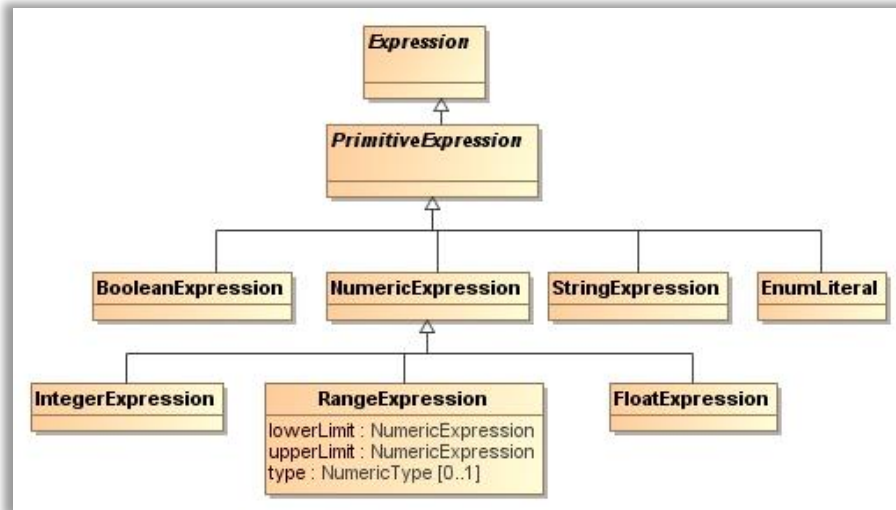 Expression
PrimitiveExpression
BooleanExpression
NumericExpression
StringExpression
EnumLiteral
IntegerExpression
RangeExpression
lowerLimit : NumericExpression
upperLimit : NumericExpression
type : NumericType [0..1]
FloatExpression